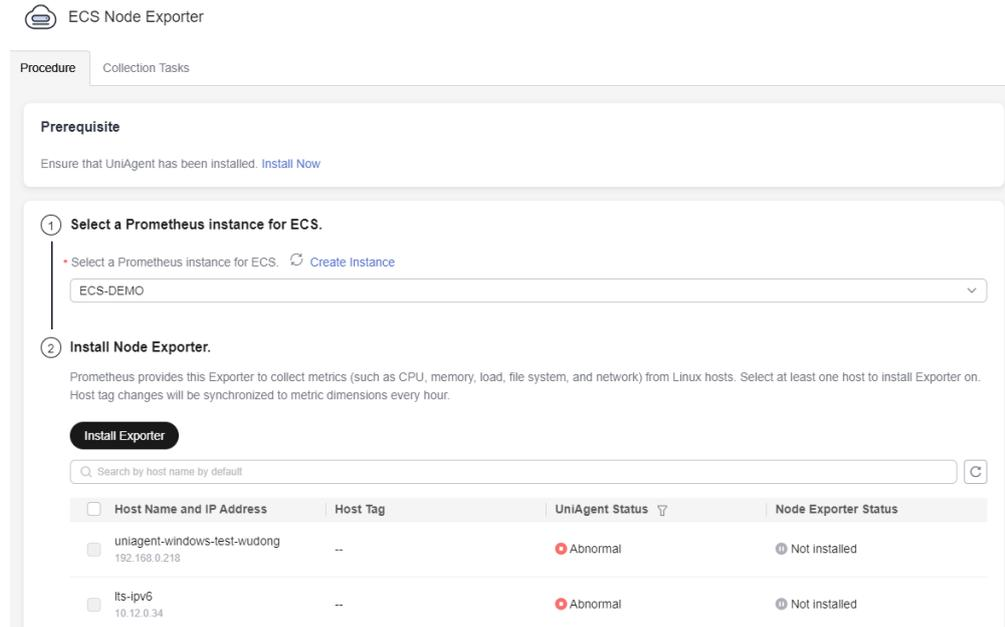 ECS Node Exporter
Procedure Collection Tasks
Prerequisite
Ensure that UniAgent has been installed. Install Now
1 Select a Prometheus instance for ECS.
* Select a Prometheus instance for ECS. Create Instance
ECS-DEMO
2 Install Node Exporter.
Prometheus provides this Exporter to collect metrics (such as CPU, memory, load, file system, and network) from Linux hosts. Select at least one host to install Exporter on.
Host tag changes will be synchronized to metric dimensions every hour.
Install Exporter
Search by host name by default
Host Name and IP Address Host Tag UniAgent Status Node Exporter Status
uniagent-windows-test-wudong
192.168.0.218
-- Abnormal Not installed
lts-ipv6
10.12.0.34
-- Abnormal Not installed